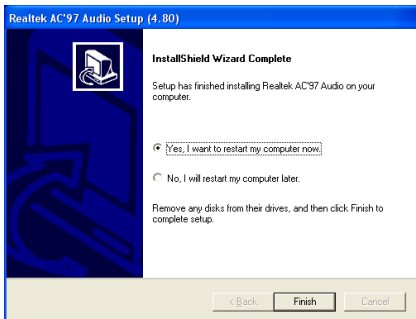 Realtek AC'97 Audio Setup (4.80)
InstallShield Wizard Complete
Setup has finished installing Realtek AC'97 Audio on your
computer.
Yes, I want to restart my computer now.
No, I will restart my computer later.
Remove any disks from their drives, and then click Finish to
complete setup.
< Back Finish Cancel